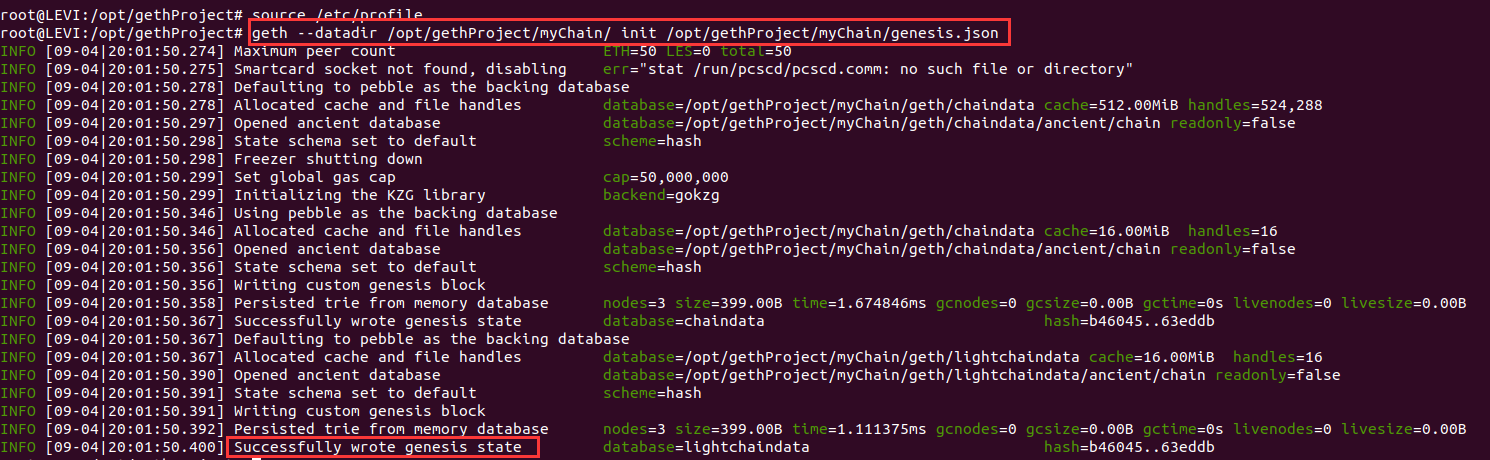 root@LEVI:/opt/gethProject# source /etc/profile
root@LEVI:/opt/gethProject# geth --datadir /opt/gethProject/myChain/ init /opt/gethProject/myChain/genesis.json
INFO [09-04|20:01:50.274] Maximum peer count ETH=50 LES=0 total=50
INFO [09-04|20:01:50.275] Smartcard socket not found, disabling err="stat /run/pcscd/pcscd.comm: no such file or directory"
INFO [09-04|20:01:50.278] Defaulting to pebble as the backing database
INFO [09-04|20:01:50.278] Allocated cache and file handles database=/opt/gethProject/myChain/geth/chaindata cache=512.00MiB handles=524,288
INFO [09-04|20:01:50.297] Opened ancient database database=/opt/gethProject/myChain/geth/chaindata/ancient/chain readonly=false
INFO [09-04|20:01:50.298] State schema set to default scheme=hash
INFO [09-04|20:01:50.298] Freezer shutting down
INFO [09-04|20:01:50.299] Set global gas cap cap=50,000,000
INFO [09-04|20:01:50.299] Initializing the KZG library backend=gokzg
INFO [09-04|20:01:50.346] Using pebble as the backing database
INFO [09-04|20:01:50.346] Allocated cache and file handles database=/opt/gethProject/myChain/geth/chaindata cache=16.00MiB handles=16
INFO [09-04|20:01:50.356] Opened ancient database database=/opt/gethProject/myChain/geth/chaindata/ancient/chain readonly=false
INFO [09-04|20:01:50.356] State schema set to default scheme=hash
INFO [09-04|20:01:50.356] Writing custom genesis block
INFO [09-04|20:01:50.358] Persisted trie from memory database nodes=3 size=399.00B time=1.674846ms gcnodes=0 gcsize=0.00B gctime=0s livenodes=0 livesize=0.00B
INFO [09-04|20:01:50.367] Successfully wrote genesis state database=chaindata hash=b46045..63eddb
INFO [09-04|20:01:50.367] Defaulting to pebble as the backing database
INFO [09-04|20:01:50.367] Allocated cache and file handles database=/opt/gethProject/myChain/geth/lightchaindata cache=16.00MiB handles=16
INFO [09-04|20:01:50.390] Opened ancient database database=/opt/gethProject/myChain/geth/lightchaindata/ancient/chain readonly=false
INFO [09-04|20:01:50.391] State schema set to default scheme=hash
INFO [09-04|20:01:50.391] Writing custom genesis block
INFO [09-04|20:01:50.392] Persisted trie from memory database nodes=3 size=399.00B time=1.111375ms gcnodes=0 gcsize=0.00B gctime=0s livenodes=0 livesize=0.00B
INFO [09-04|20:01:50.400] Successfully wrote genesis state database=lightchaindata hash=b46045..63eddb